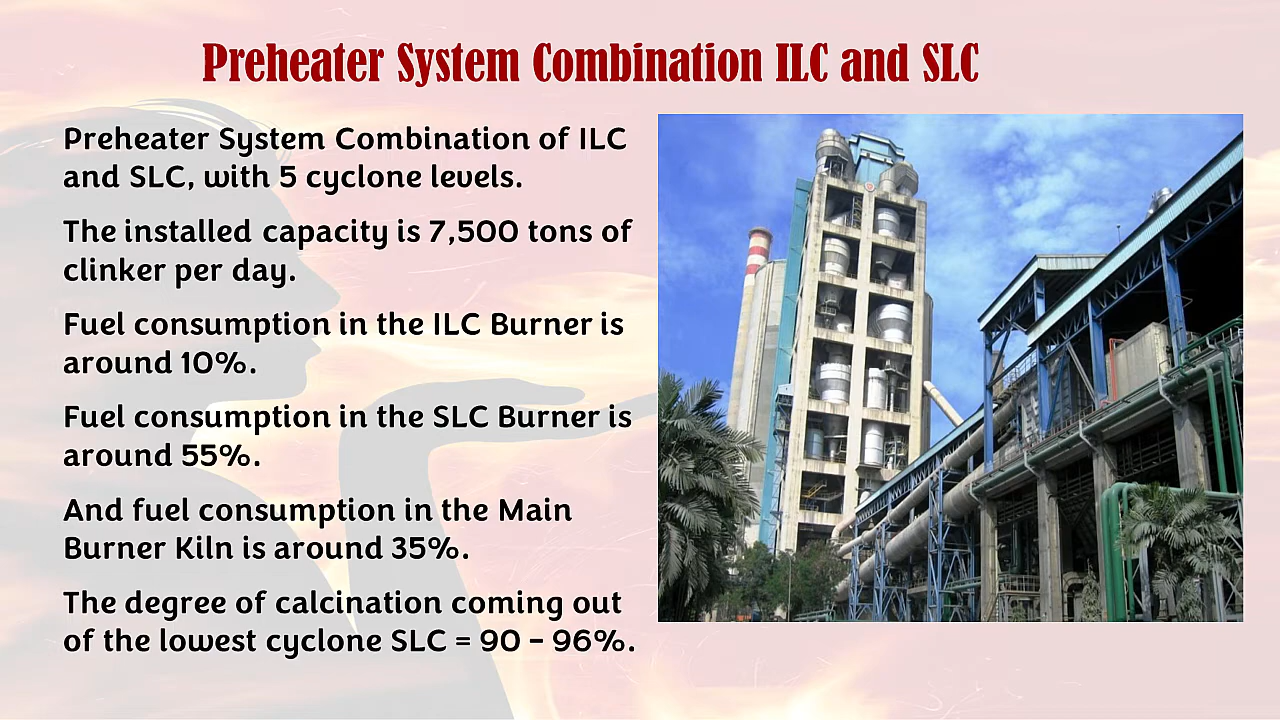 Preheater System Combination ILC and SLC
Preheater System Combination of ILC
and SLC, with 5 cyclone levels.
The installed capacity is 7,500 tons of
clinker per day.
Fuel consumption in the ILC Burner is
around 10%.
Fuel consumption in the SLC Burner is
around 55%.
And fuel consumption in the Main
Burner Kiln is around 35%.
The degree of calcination coming out
of the lowest cyclone SLC = 90 – 96%.